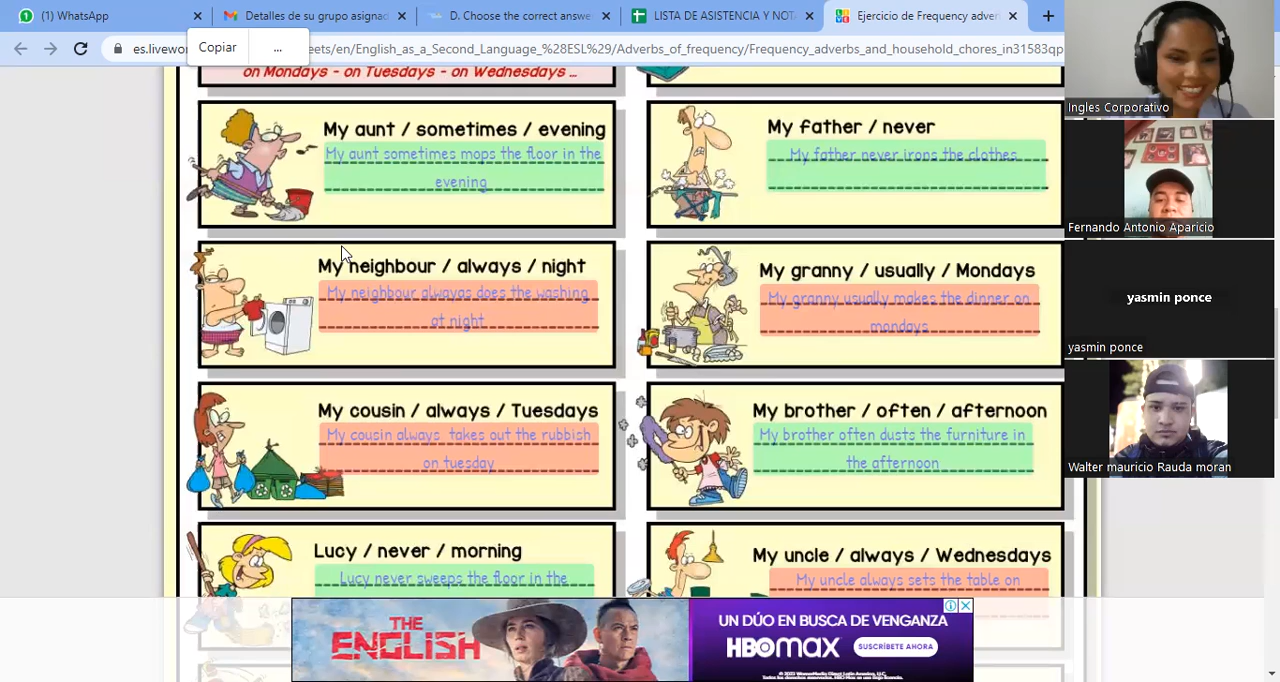 (1) WhatsApp
Detalles de su grupo asignad
D. Choose the correct answe
LISTA DE ASISTENCIA Y NOT
Ejercicio de Frequency adver
Copiar
...
es.livewor
eets/en/English_as_a_Second_Language_%28ESL%29/Adverbs_of_frequency/Frequency_adverbs_and_household_chores_in31583qp
on Mondays - on Tuesdays - on Wednesdays ...
My aunt / sometimes / evening
My aunt sometimes mops the floor in the
evening
My father / never
My father never irons the clothes
My neighbour / always / night
My neighbour alwayas does the washing
at night
My granny / usually / Mondays
My granny usually makes the dinner on
mondays
My cousin / always / Tuesdays
My cousin always takes out the rubbish
on tuesday
My brother / often / afternoon
My brother often dusts the furniture in
the afternoon
Lucy / never / morning
Lucy never sweeps the floor in the
My uncle / always / Wednesdays
My uncle always sets the table on
THE
ENGLISH
UN DÚO EN BUSCA DE VENGANZA
HBOMAX
SUSCRÍBETE AHORA
Ingles Corporativo
Fernando Antonio Aparicio
yasmin ponce
yasmin ponce
Walter mauricio Rauda moran